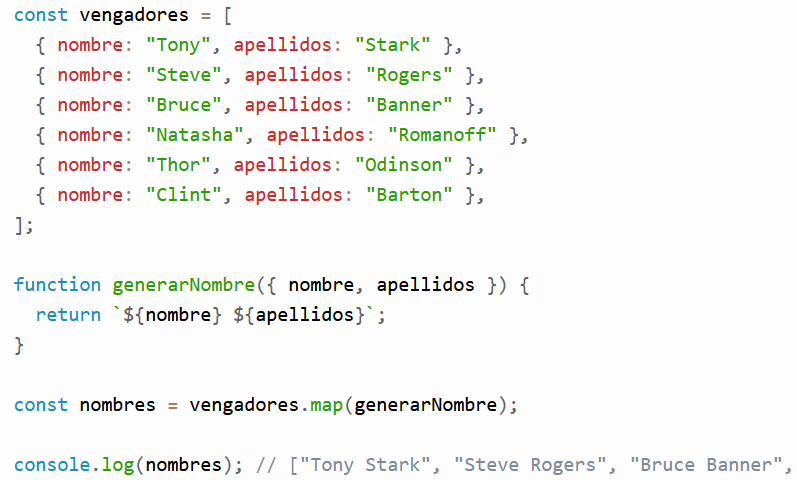 const vengadores = [
  { nombre: "Tony", apellidos: "Stark" },
  { nombre: "Steve", apellidos: "Rogers" },
  { nombre: "Bruce", apellidos: "Banner" },
  { nombre: "Natasha", apellidos: "Romanoff" },
  { nombre: "Thor", apellidos: "Odinson" },
  { nombre: "Clint", apellidos: "Barton" },
];
function generarNombre({ nombre, apellidos }) {
  return `${nombre} ${apellidos}`;
}
const nombres = vengadores.map(generarNombre);
console.log(nombres); // ["Tony Stark", "Steve Rogers", "Bruce Banner",